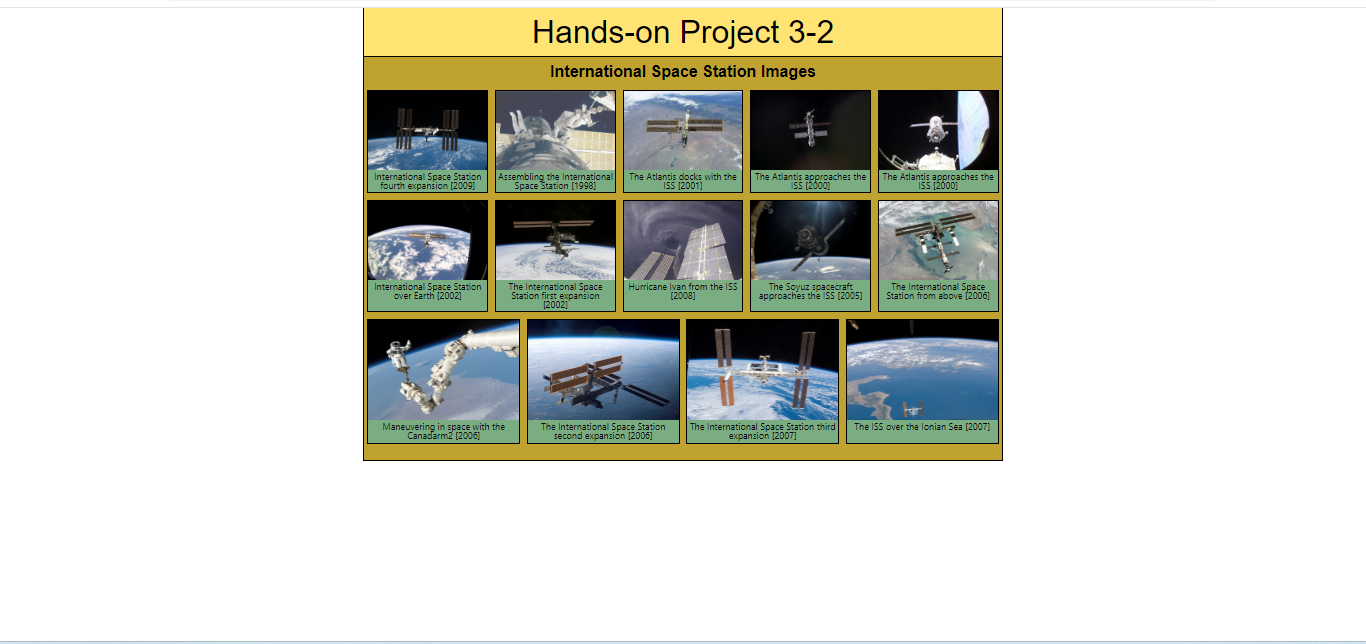 Hands-on Project 3-2
International Space Station Images
International Space Station
fourth expansion [2009]
Assembling the International
Space Station [1998]
The Atlantis docks with the
ISS [2001]
The Atlantis approaches the
ISS [2000]
The Atlantis approaches the
ISS [2000]
International Space Station
over Earth [2002]
The International Space
Station first expansion
[2002]
Hurricane Ivan from the ISS
[2008]
The Soyuz spacecraft
approaches the ISS [2005]
The International Space
Station from above [2006]
Maneuvering in space with the
Canadarm2 [2006]
The International Space Station
second expansion [2006]
The International Space Station third
expansion [2007]
The ISS over the Ionian Sea [2007]